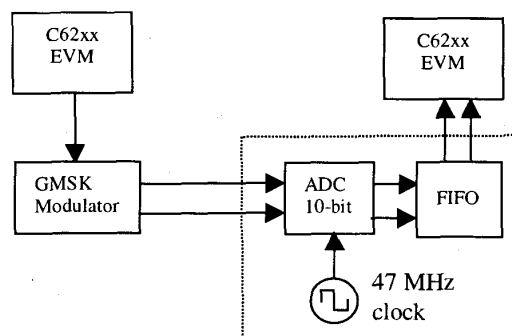 C62xx
EVM
C62xx
EVM
GMSK
Modulator
ADC
10-bit
FIFO
47 MHz
clock